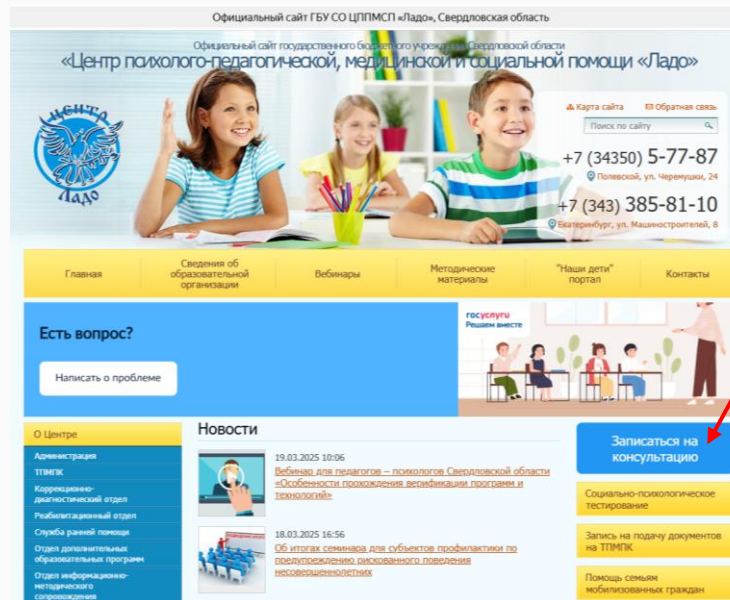 Официальный сайт ГБУ СО ЦППМСП «Ладо», Свердловская область
Официальный сайт государственного бюджетного учреждения Свердловской области
«Центр психолого-педагогической, медицинской и социальной помощи «Ладо»
ЦЕНТР
Ладо
Карта сайта
Обратная связь
Поиск по сайту
+7 (34350) 5-77-87
Полевской, ул. Черемушки, 24
+7 (343) 385-81-10
Екатеринбург, ул. Машиностроителей, 8
Главная
Сведения об
образовательной
организации
Вебинары
Методические
материалы
"Наши дети"
портал
Контакты
Есть вопрос?
Написать о проблеме
госуслуги
Решаем вместе
О Центре
Администрация
ТПМПК
Коррекционно-
диагностический отдел
Реабилитационный отдел
Служба ранней помощи
Отдел дополнительных
образовательных программ
Отдел информационно-
методического
сопровождения
Новости
19.03.2025 10:06
Вебинар для педагогов – психологов Свердловской области
«Особенности прохождения верификации программ и
технологий»
18.03.2025 16:56
Об итогах семинара для субъектов профилактики по
предупреждению рискованного поведения
несовершеннолетних
Записаться на
консультацию
Социально-психологическое
тестирование
Запись на подачу документов
на ТПМПК
Помощь семьям
мобилизованных граждан